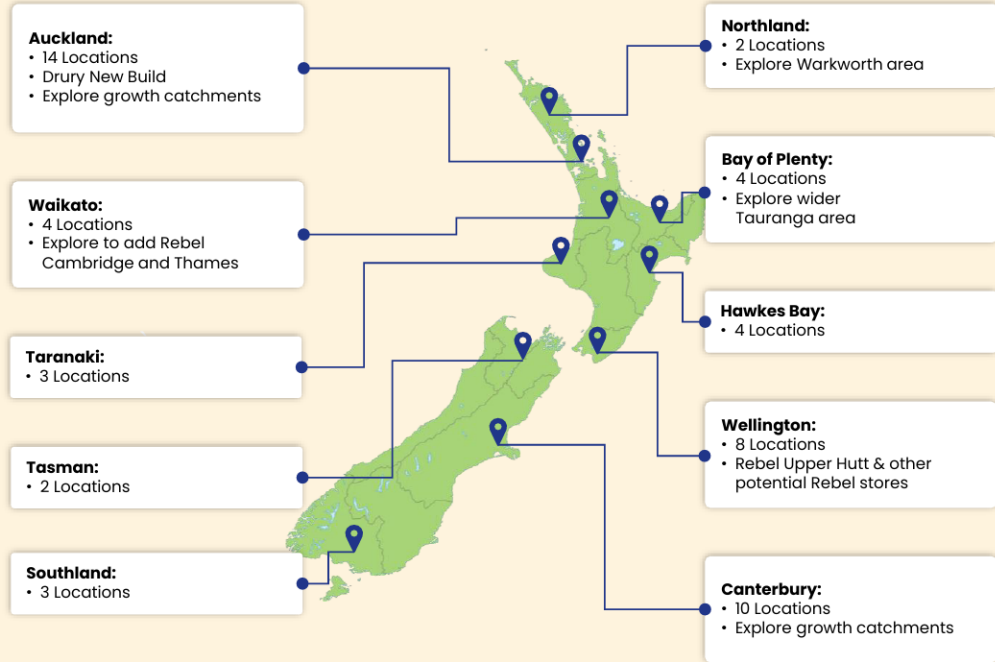 Auckland:
• 14 Locations
• Drury New Build
• Explore growth catchments
Waikato:
• 4 Locations
• Explore to add Rebel
Cambridge and Thames
Taranaki:
• 3 Locations
Tasman:
• 2 Locations
Southland:
• 3 Locations
Northland:
• 2 Locations
• Explore Warkworth area
Bay of Plenty:
• 4 Locations
• Explore wider
Tauranga area
Hawkes Bay:
• 4 Locations
Wellington:
• 8 Locations
• Rebel Upper Hutt & other
potential Rebel stores
Canterbury:
• 10 Locations
• Explore growth catchments